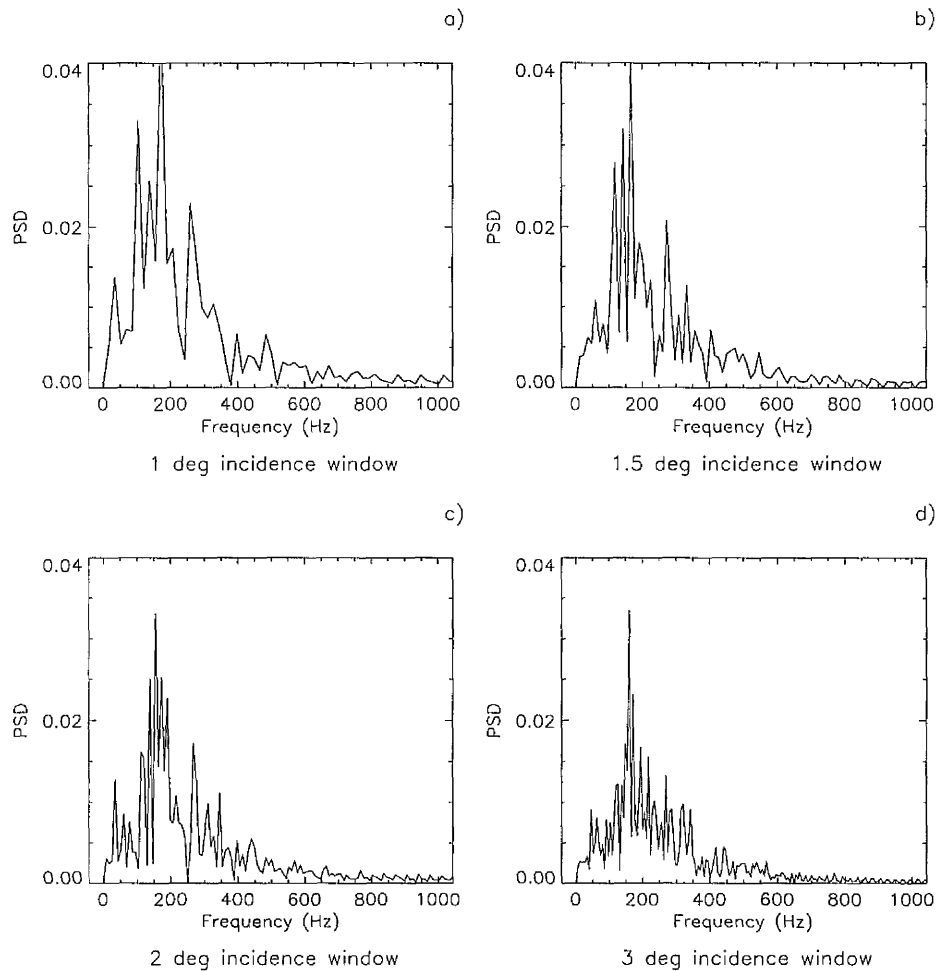 a)
0.04
0.02
0.00
PSD
0 200 400 600 800 1000
Frequency (Hz)
1 deg incidence window
b)
0.04
0.02
0.00
PSD
0 200 400 600 800 1000
Frequency (Hz)
1.5 deg incidence window
c)
0.04
0.02
0.00
PSD
0 200 400 600 800 1000
Frequency (Hz)
2 deg incidence window
d)
0.04
0.02
0.00
PSD
0 200 400 600 800 1000
Frequency (Hz)
3 deg incidence window